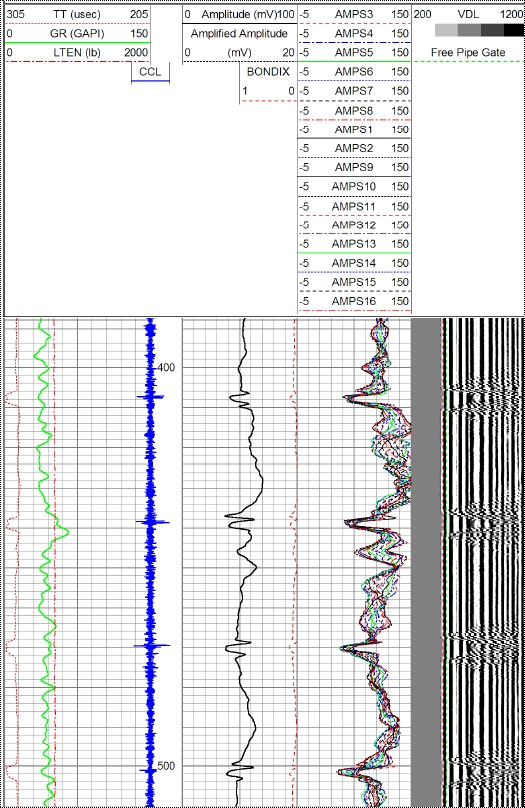 305 TT (usec) 205
0 GR (GAPI) 150
0 LTEN (lb) 2000
CCL
0 Amplitude (mV)100
Amplified Amplitude
0 (mV) 20
BONDIX
1 0
-5 AMPS3 150
-5 AMPS4 150
-5 AMPS5 150
-5 AMPS6 150
-5 AMPS7 150
-5 AMPS8 150
-5 AMPS1 150
-5 AMPS2 150
-5 AMPS9 150
-5 AMPS10 150
-5 AMPS11 150
-5 AMPS12 150
-5 AMPS13 150
-5 AMPS14 150
-5 AMPS15 150
-5 AMPS16 150
200 VDL 1200
Free Pipe Gate
400
500